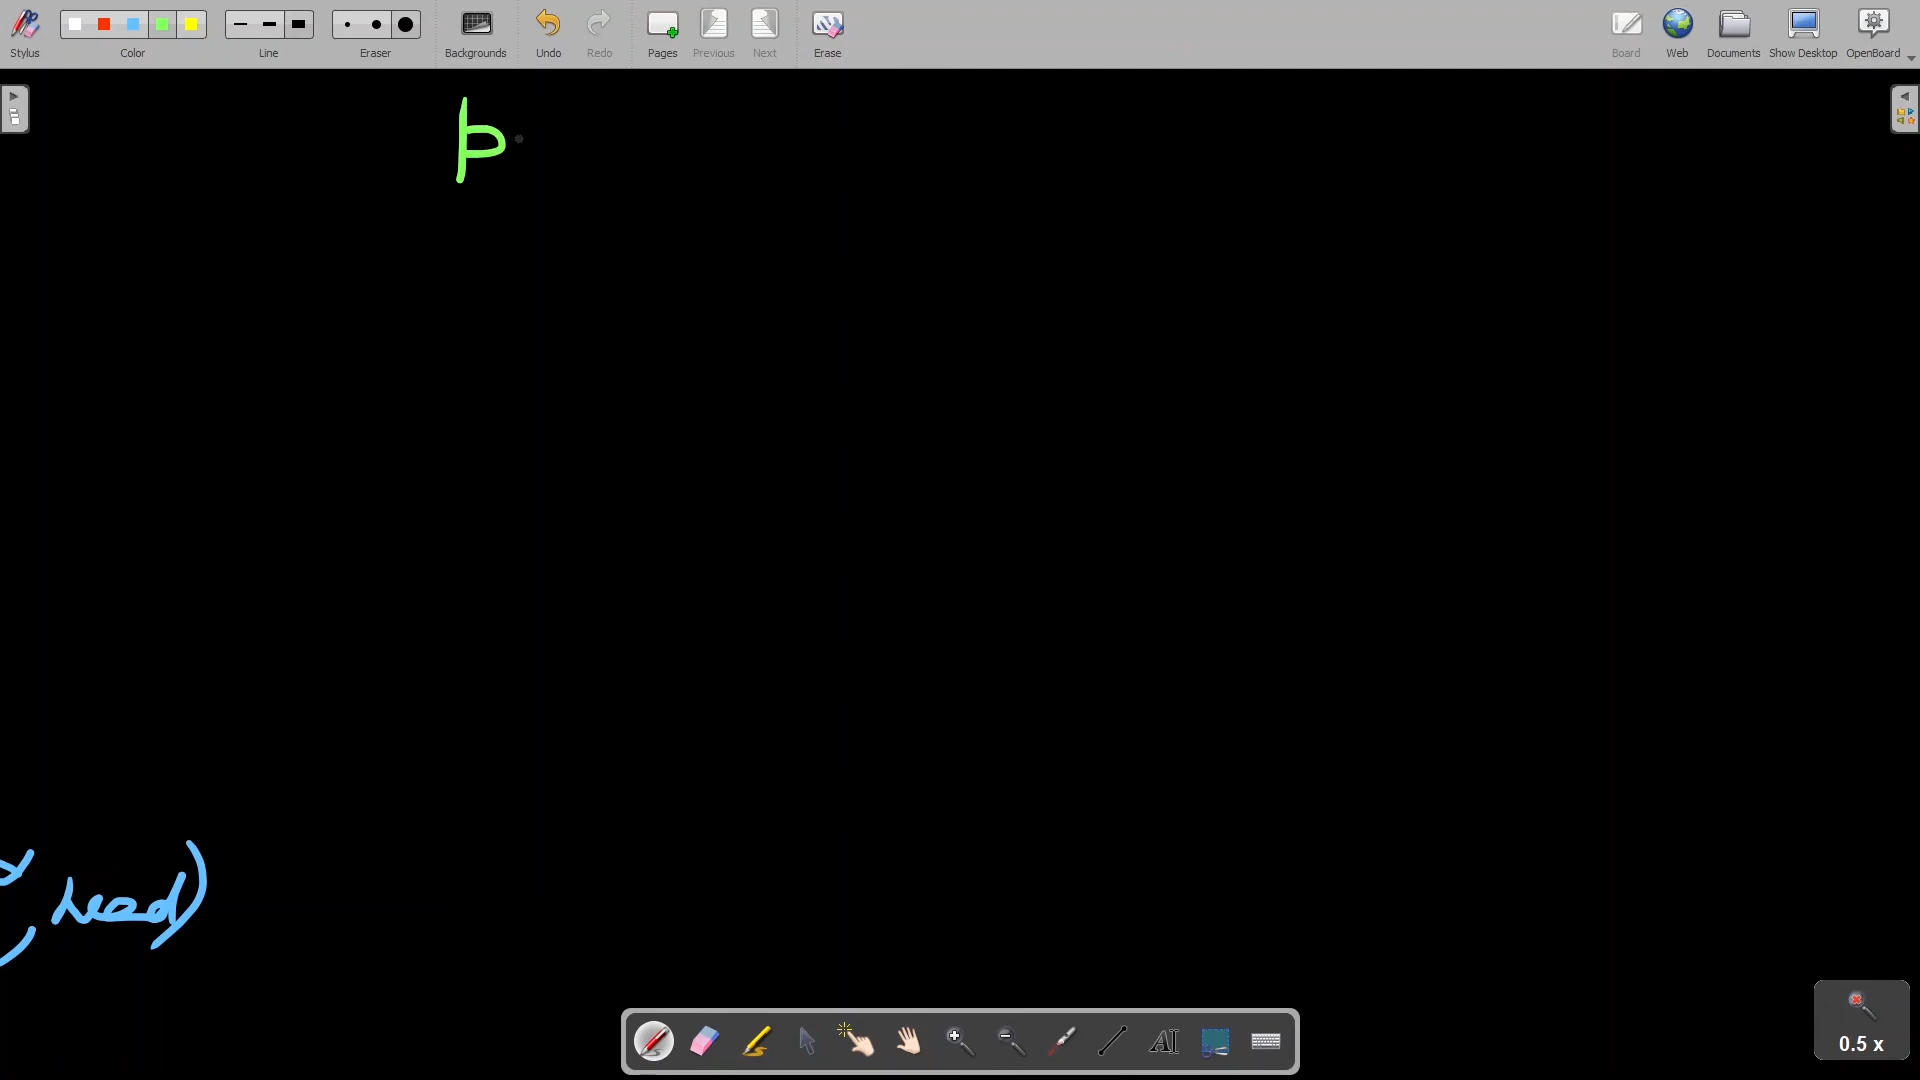 Stylus Color Line Eraser Backgrounds Undo Redo Pages Previous Next Erase Board Web Documents Show Desktop OpenBoard
p
head)
AI
0.5 x